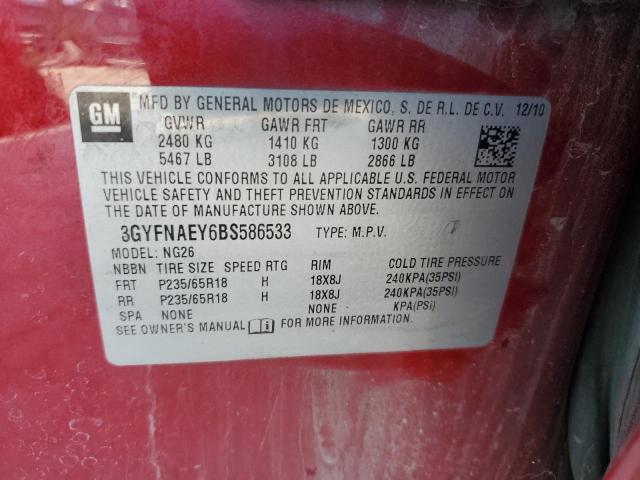 GM
MFD BY GENERAL MOTORS DE MEXICO, S. DE R.L. DE C.V. 12/10
GVWR GAWR FRT GAWR RR
2480 KG 1410 KG 1300 KG
5467 LB 3108 LB 2866 LB
THIS VEHICLE CONFORMS TO ALL APPLICABLE U.S. FEDERAL MOTOR
VEHICLE SAFETY AND THEFT PREVENTION STANDARDS IN EFFECT ON
THE DATE OF MANUFACTURE SHOWN ABOVE.
3GYFNAEY6BS586533 TYPE: M.P.V.
MODEL: NG26
NBBN TIRE SIZE SPEED RTG RIM COLD TIRE PRESSURE
FRT P235/65R18 H 18X8J 240KPA(35PSI)
RR P235/65R18 H 18X8J 240KPA(35PSI)
SPA NONE NONE KPA(PSI)
SEE OWNER'S MANUAL FOR MORE INFORMATION.